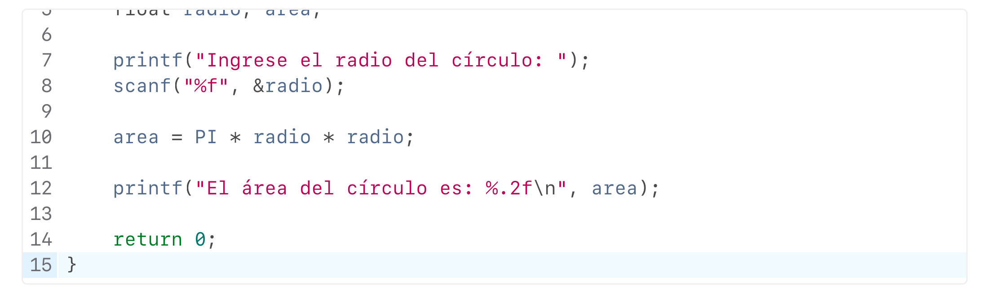 5    float radio, area;
6
7    printf("Ingrese el radio del círculo: ");
8    scanf("%f", &radio);
9
10    area = PI * radio * radio;
11
12    printf("El área del círculo es: %.2f\n", area);
13
14    return 0;
15 }